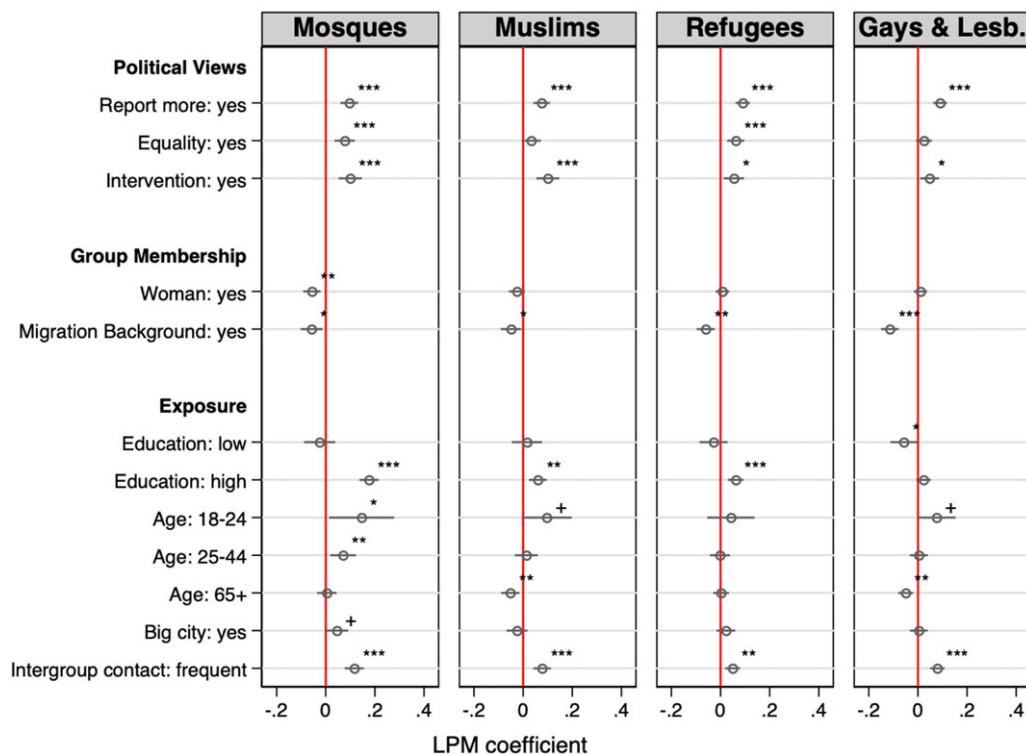 Mosques Muslims Refugees Gays & Lesb.
Political Views
Report more: yes *** *** *** ***
Equality: yes *** ***
Intervention: yes *** *** * *
Group Membership
Woman: yes **
Migration Background: yes * * ** ***
Exposure
Education: low *
Education: high *** ** ***
Age: 18-24 * + +
Age: 25-44 **
Age: 65+ ** **
Big city: yes +
Intergroup contact: frequent *** *** ** ***
-.2 0 .2 .4 -.2 0 .2 .4 -.2 0 .2 .4 -.2 0 .2 .4
LPM coefficient